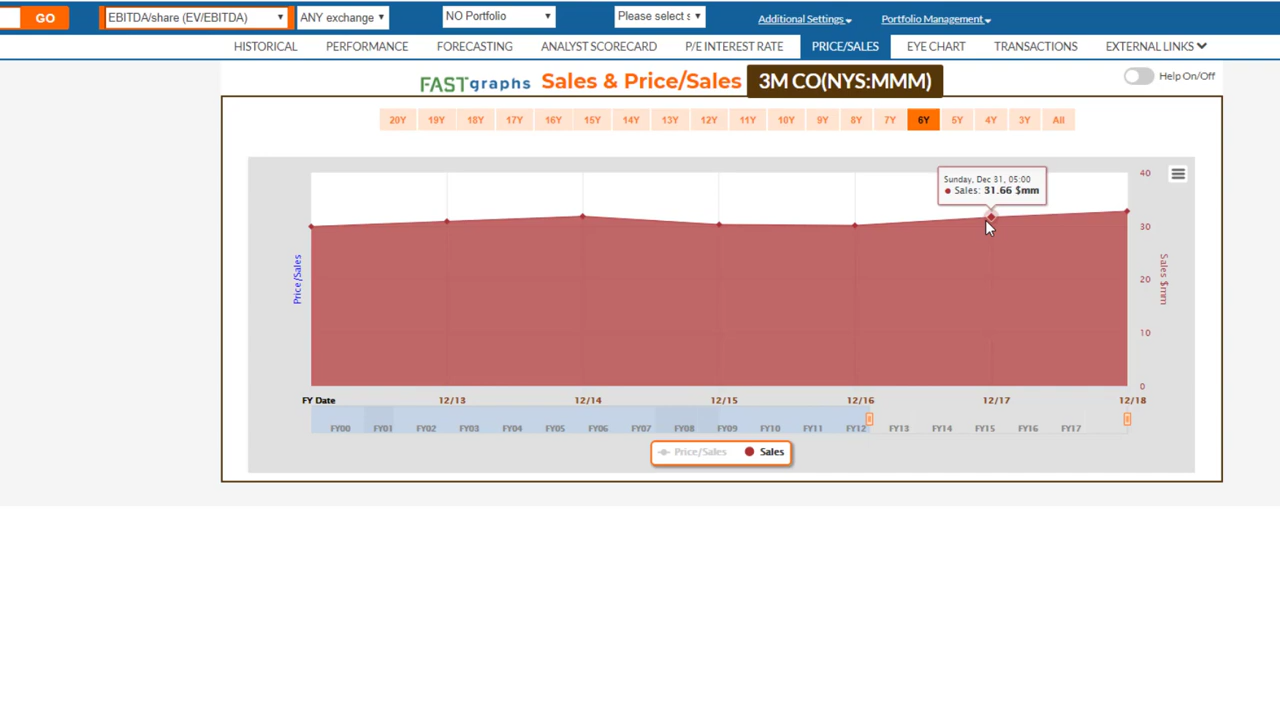 GO EBITDA/share (EV/EBITDA) ANY exchange NO Portfolio Please select s Additional Settings Portfolio Management
HISTORICAL PERFORMANCE FORECASTING ANALYST SCORECARD P/E INTEREST RATE PRICE/SALES EYE CHART TRANSACTIONS EXTERNAL LINKS
FAST graphs Sales & Price/Sales 3M CO(NYS:MMM) Help On/Off
20Y 19Y 18Y 17Y 16Y 15Y 14Y 13Y 12Y 11Y 10Y 9Y 8Y 7Y 6Y 5Y 4Y 3Y All
Sunday, Dec 31, 05:00
Sales: 31.66 $mm
40
30
20
10
0
Price/Sales
Sales $mm
FY Date 12/13 12/14 12/15 12/16 12/17 12/18
FY00 FY01 FY02 FY03 FY04 FY05 FY06 FY07 FY08 FY09 FY10 FY11 FY12 FY13 FY14 FY15 FY16 FY17
Price/Sales Sales